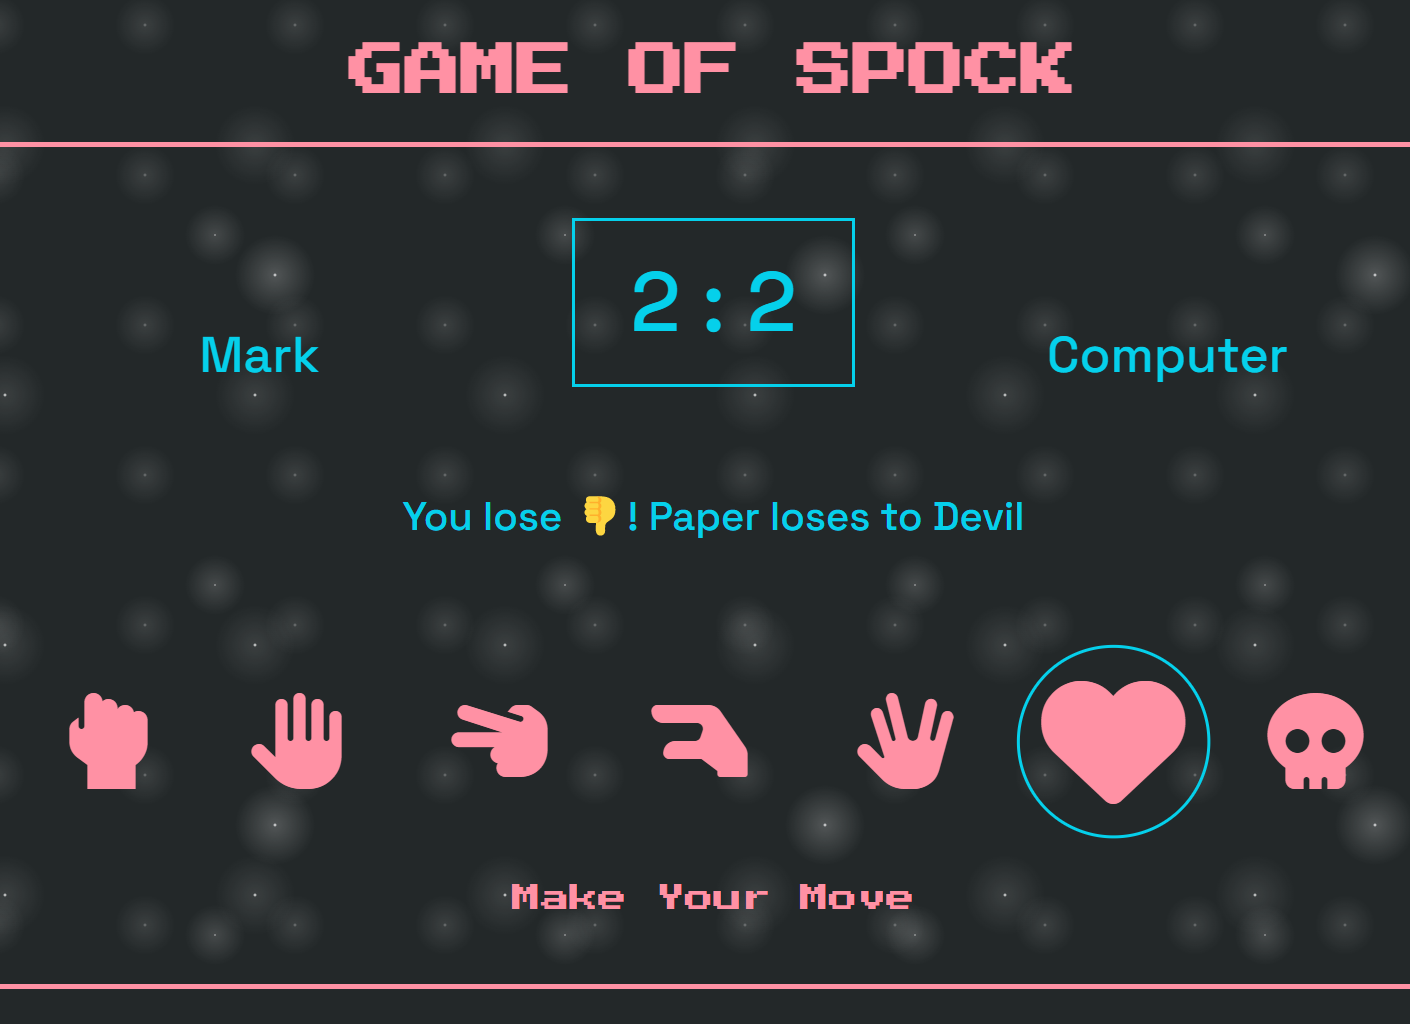 GAME OF SPOCK
2:2
Mark
Computer
You lose 👎! Paper loses to Devil
Make Your Move